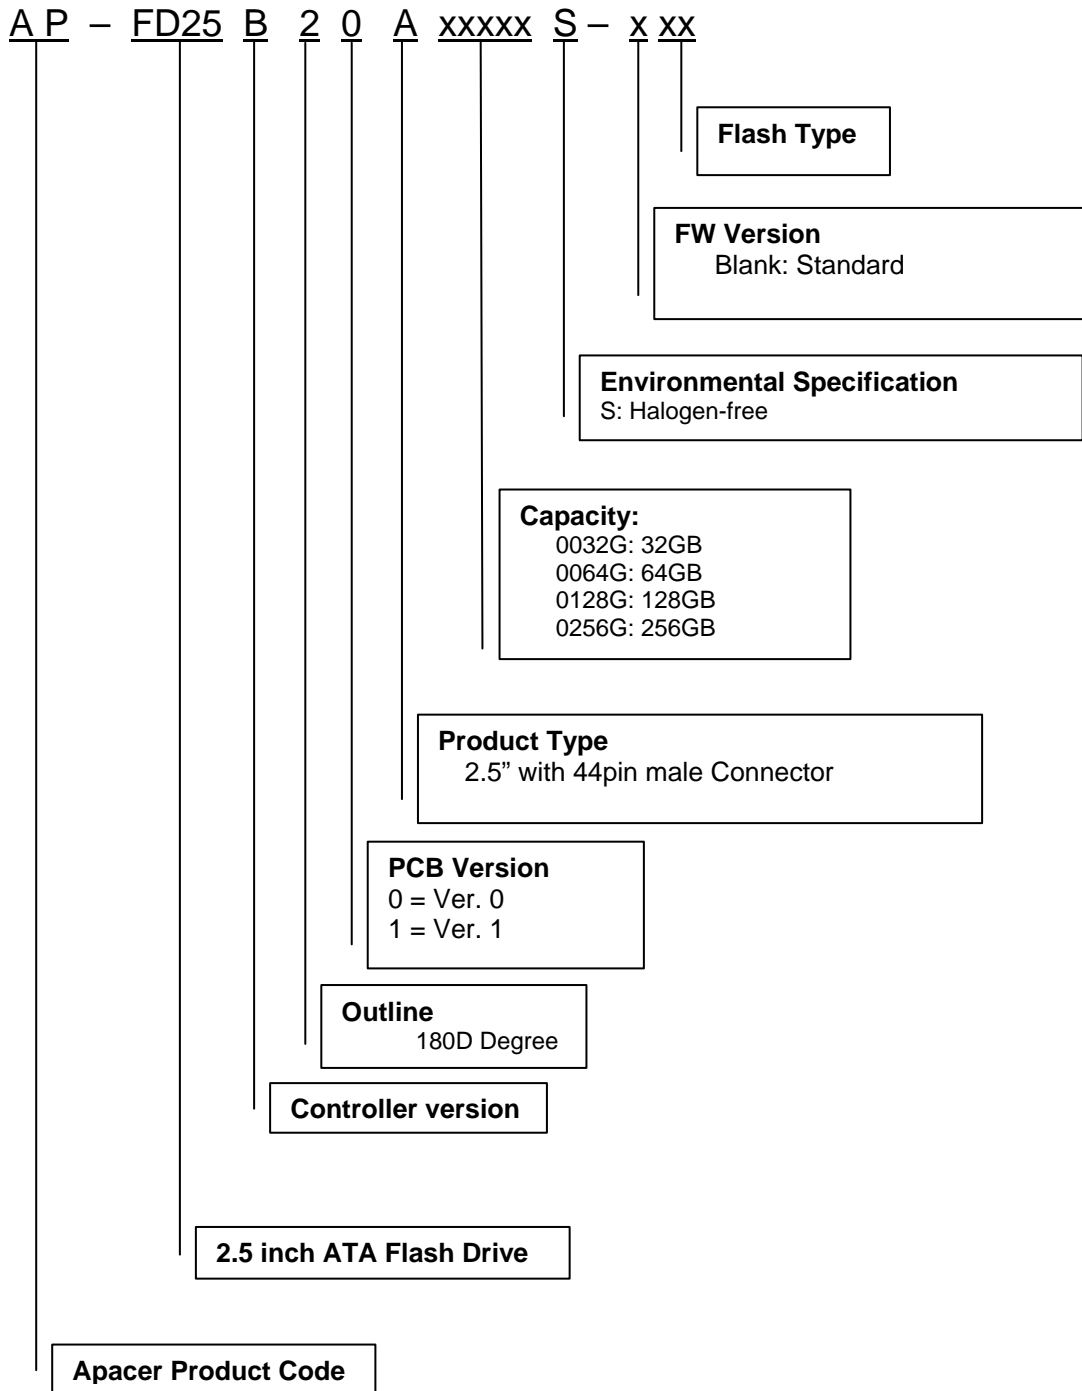 A P – FD25 B 2 0 A xxxxx S – x xx
Flash Type
FW Version
Blank: Standard
Environmental Specification
S: Halogen-free
Capacity:
0032G: 32GB
0064G: 64GB
0128G: 128GB
0256G: 256GB
Product Type
2.5” with 44pin male Connector
PCB Version
0 = Ver. 0
1 = Ver. 1
Outline
180D Degree
Controller version
2.5 inch ATA Flash Drive
Apacer Product Code